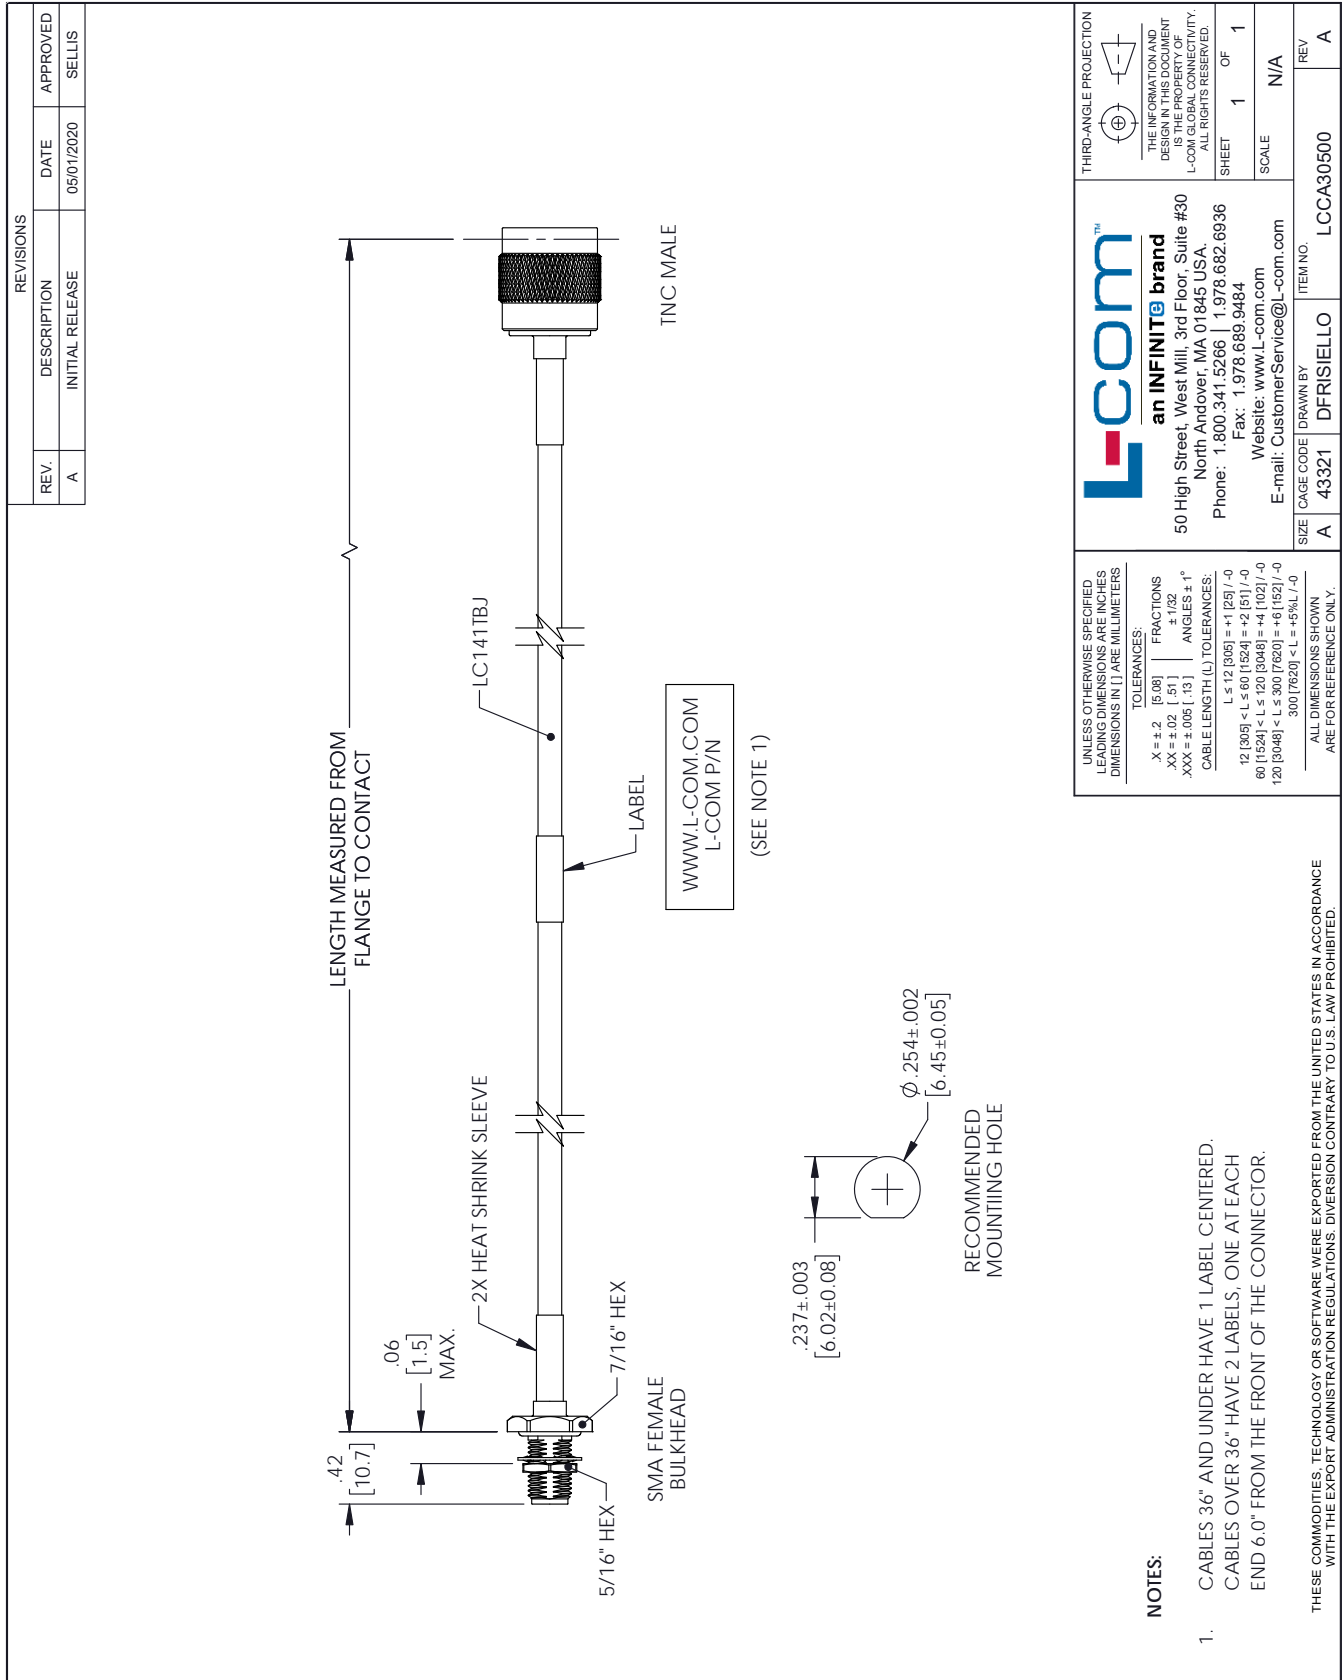 REVISIONS
REV.
DESCRIPTION
DATE
APPROVED
A
INITIAL RELEASE
05/01/2020
SELLIS
LENGTH MEASURED FROM
FLANGE TO CONTACT
.42
[10.7]
.06
[1.5]
MAX.
2X HEAT SHRINK SLEEVE
LC141TBJ
5/16" HEX
7/16" HEX
SMA FEMALE
BULKHEAD
LABEL
TNC MALE
WWW.L-COM.COM
L-COM P/N
(SEE NOTE 1)
.237±.003
[6.02±0.08]
Ø.254±.002
[6.45±0.05]
RECOMMENDED
MOUNTIING HOLE
NOTES:
1. CABLES 36" AND UNDER HAVE 1 LABEL CENTERED.
CABLES OVER 36" HAVE 2 LABELS, ONE AT EACH
END 6.0" FROM THE FRONT OF THE CONNECTOR.
THESE COMMODITIES, TECHNOLOGY OR SOFTWARE WERE EXPORTED FROM THE UNITED STATES IN ACCORDANCE
WITH THE EXPORT ADMINISTRATION REGULATIONS. DIVERSION CONTRARY TO U.S. LAW PROHIBITED.
UNLESS OTHERWISE SPECIFIED
LEADING DIMENSIONS ARE INCHES
DIMENSIONS IN [ ] ARE MILLIMETERS
TOLERANCES:
.X = ±.2 [5.08]
.XX = ±.02 [.51]
.XXX = ±.005 [.13]
FRACTIONS
± 1/32
ANGLES ± 1°
CABLE LENGTH (L) TOLERANCES:
L ≤ 12 [305] = +1 [25] / -0
12 [305] < L ≤ 60 [1524] = +2 [51] / -0
60 [1524] < L ≤ 120 [3048] = +4 [102] / -0
120 [3048] < L ≤ 300 [7620] = +6 [152] / -0
300 [7620] < L = +5%L / -0
ALL DIMENSIONS SHOWN
ARE FOR REFERENCE ONLY.
L-com™
an INFINITe brand
50 High Street, West Mill, 3rd Floor, Suite #30
North Andover, MA 01845 USA.
Phone: 1.800.341.5266 | 1.978.682.6936
Fax: 1.978.689.9484
Website: www.L-com.com
E-mail: CustomerService@L-com.com
THIRD-ANGLE PROJECTION
THE INFORMATION AND
DESIGN IN THIS DOCUMENT
IS THE PROPERTY OF
L-COM GLOBAL CONNECTIVITY.
ALL RIGHTS RESERVED.
SHEET
1 OF 1
SCALE
N/A
SIZE
A
CAGE CODE
43321
DRAWN BY
DFRISIELLO
ITEM NO.
LCCA30500
REV
A